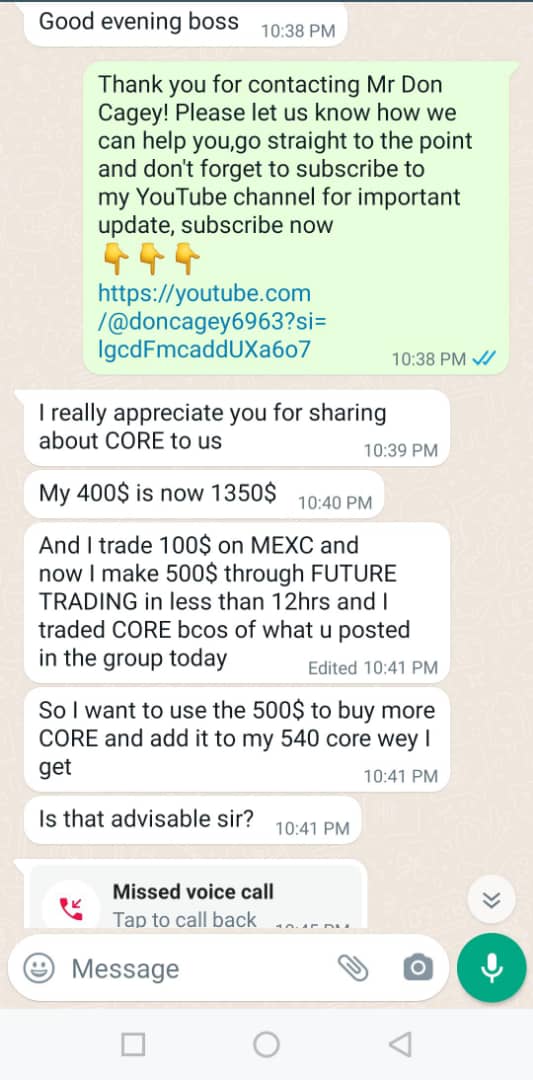 Good evening boss
10:38 PM
Thank you for contacting Mr Don
Cagey! Please let us know how we
can help you,go straight to the point
and don't forget to subscribe to
my YouTube channel for important
update, subscribe now
👇👇👇
https://youtube.com
/@doncagey6963?si=
lgcdFmcaddUXa6o7
10:38 PM
I really appreciate you for sharing
about CORE to us
10:39 PM
My 400$ is now 1350$
10:40 PM
And I trade 100$ on MEXC and
now I make 500$ through FUTURE
TRADING in less than 12hrs and I
traded CORE bcos of what u posted
in the group today
Edited 10:41 PM
So I want to use the 500$ to buy more
CORE and add it to my 540 core wey I
get
10:41 PM
Is that advisable sir?
10:41 PM
Missed voice call
Tap to call back
10:45 PM
Message